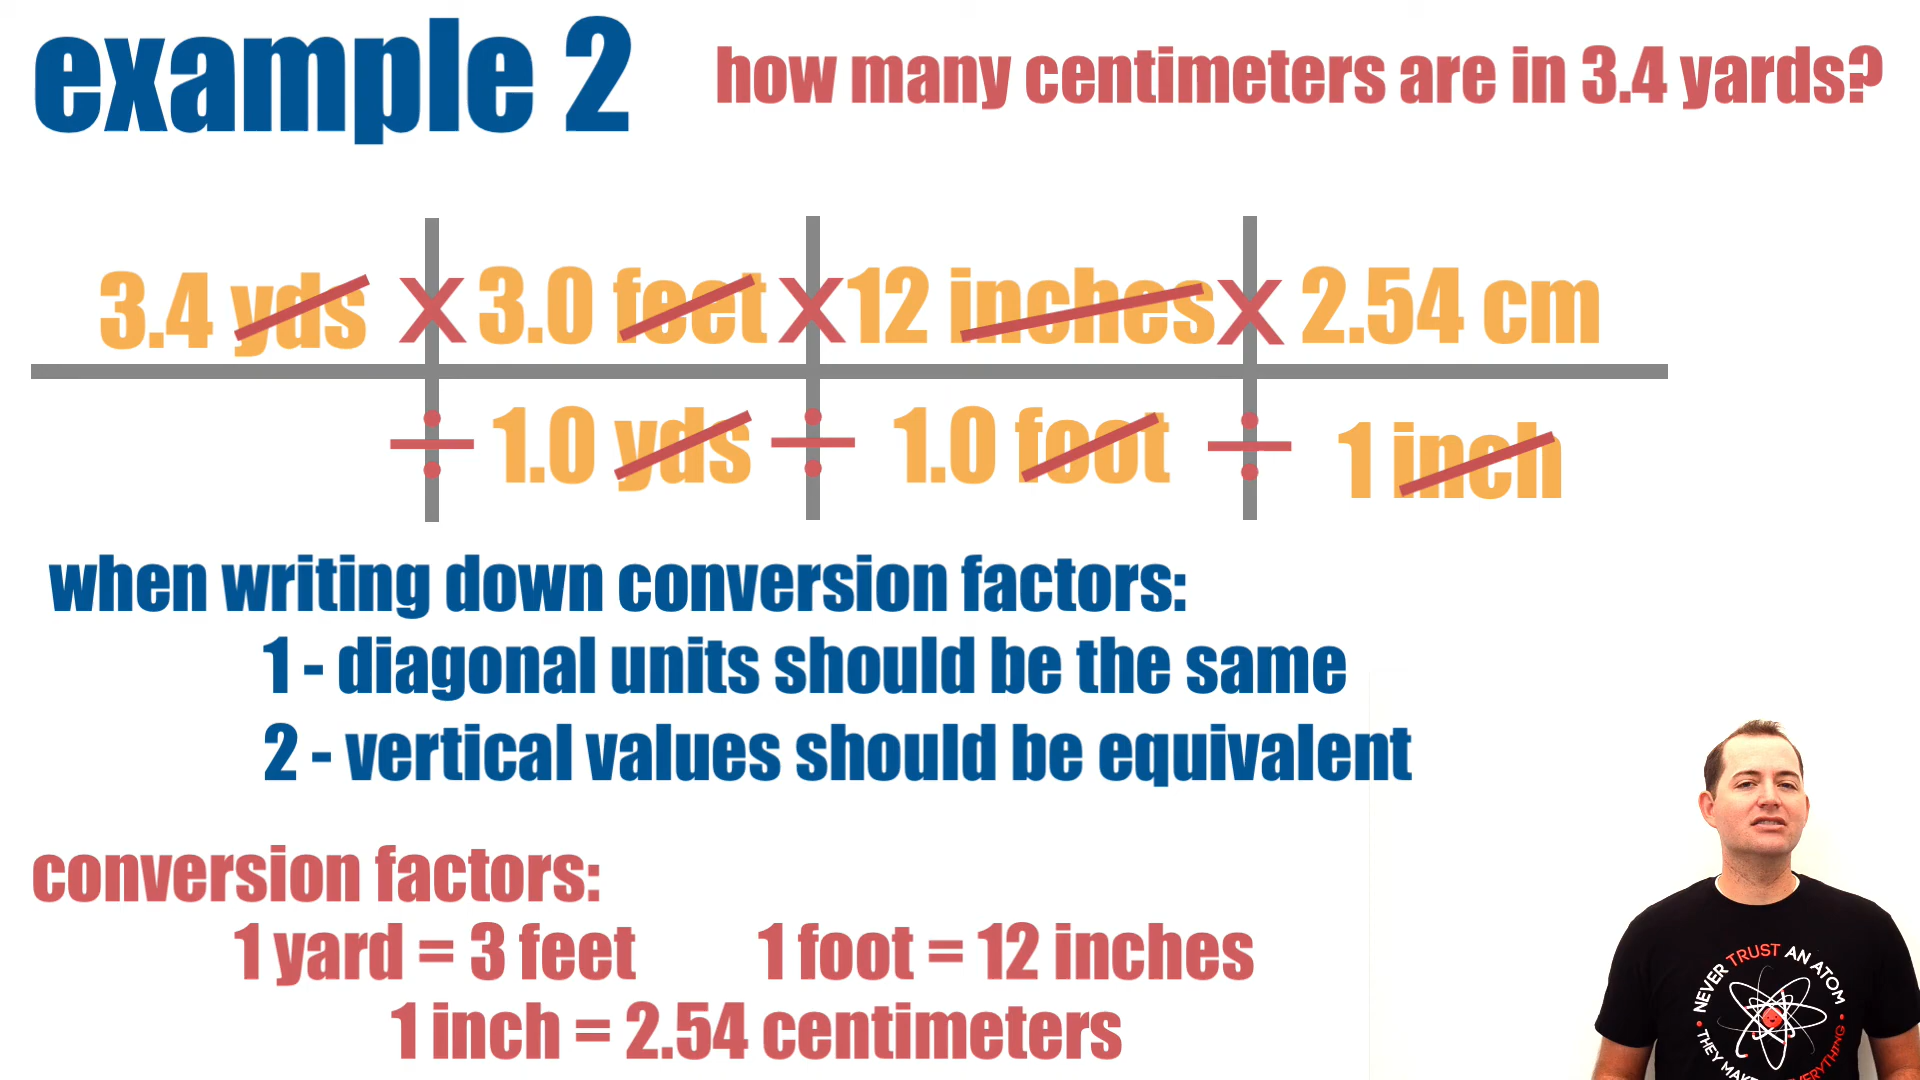 example 2
how many centimeters are in 3.4 yards?
3.4 yds X 3.0 feet X 12 inches X 2.54 cm
÷ 1.0 yds ÷ 1.0 foot ÷ 1 inch
when writing down conversion factors:
1 - diagonal units should be the same
2 - vertical values should be equivalent
conversion factors:
1 yard = 3 feet 1 foot = 12 inches
1 inch = 2.54 centimeters
NEVER TRUST AN ATOM
• THEY MAKE EVERYTHING •